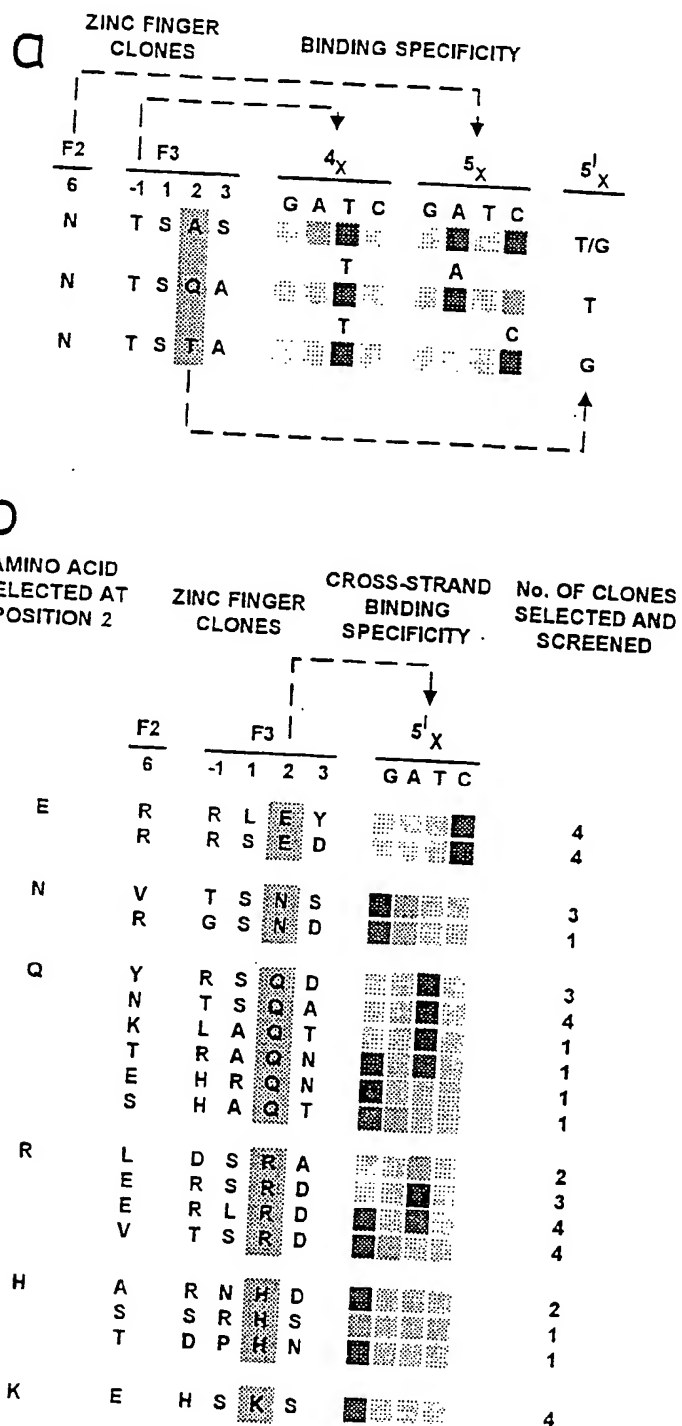 a
ZINC FINGER CLONES BINDING SPECIFICITY
F2 F3 4X 5X 5'X
6 -1 1 2 3 G A T C G A T C
N T S A S T/G
T A
N T S Q A T
T C
N T S T A G
AMINO ACID SELECTED AT POSITION 2 ZINC FINGER CLONES CROSS-STRAND BINDING SPECIFICITY No. OF CLONES SELECTED AND SCREENED
F2 F3 5'X
6 -1 1 2 3 G A T C
E R R L E Y 4
R R S E D 4
N V T S N S 3
R G S N D 1
Q Y R S Q D 3
N T S Q A 4
K L A Q T 1
T R A Q N 1
E H R Q N 1
S H A Q T 1
R L D S R A 2
E R S R D 3
E R L R D 4
V T S R D 4
H A R N H D 2
S S R H S 1
T D P H N 1
K E H S K S 4